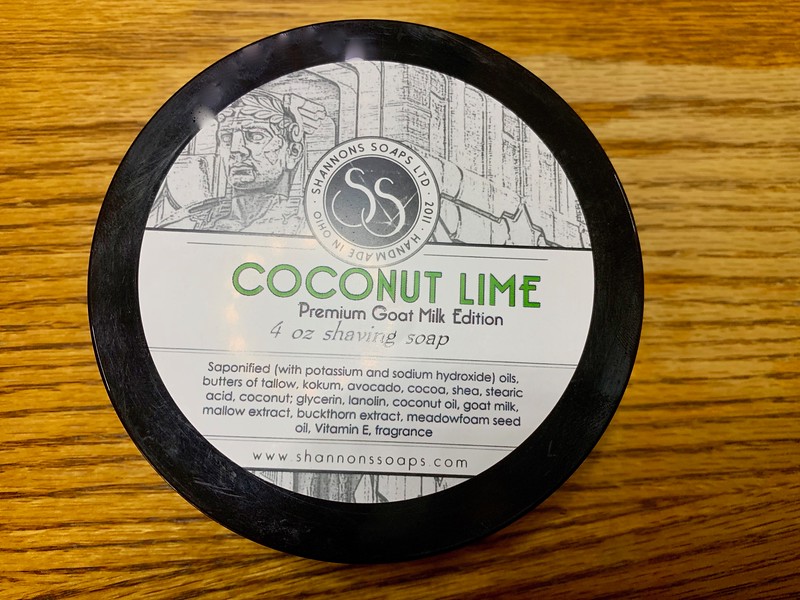 SHANNONS SOAPS LTD · 2011 · HANDMADE IN OHIO ·
SS
COCONUT LIME
Premium Goat Milk Edition
4 oz shaving soap
Saponified (with potassium and sodium hydroxide) oils,
butters of tallow, kokum, avocado, cocoa, shea, stearic
acid, coconut; glycerin, lanolin, coconut oil, goat milk,
mallow extract, buckthorn extract, meadowfoam seed
oil, Vitamin E, fragrance
www.shannonssoaps.com